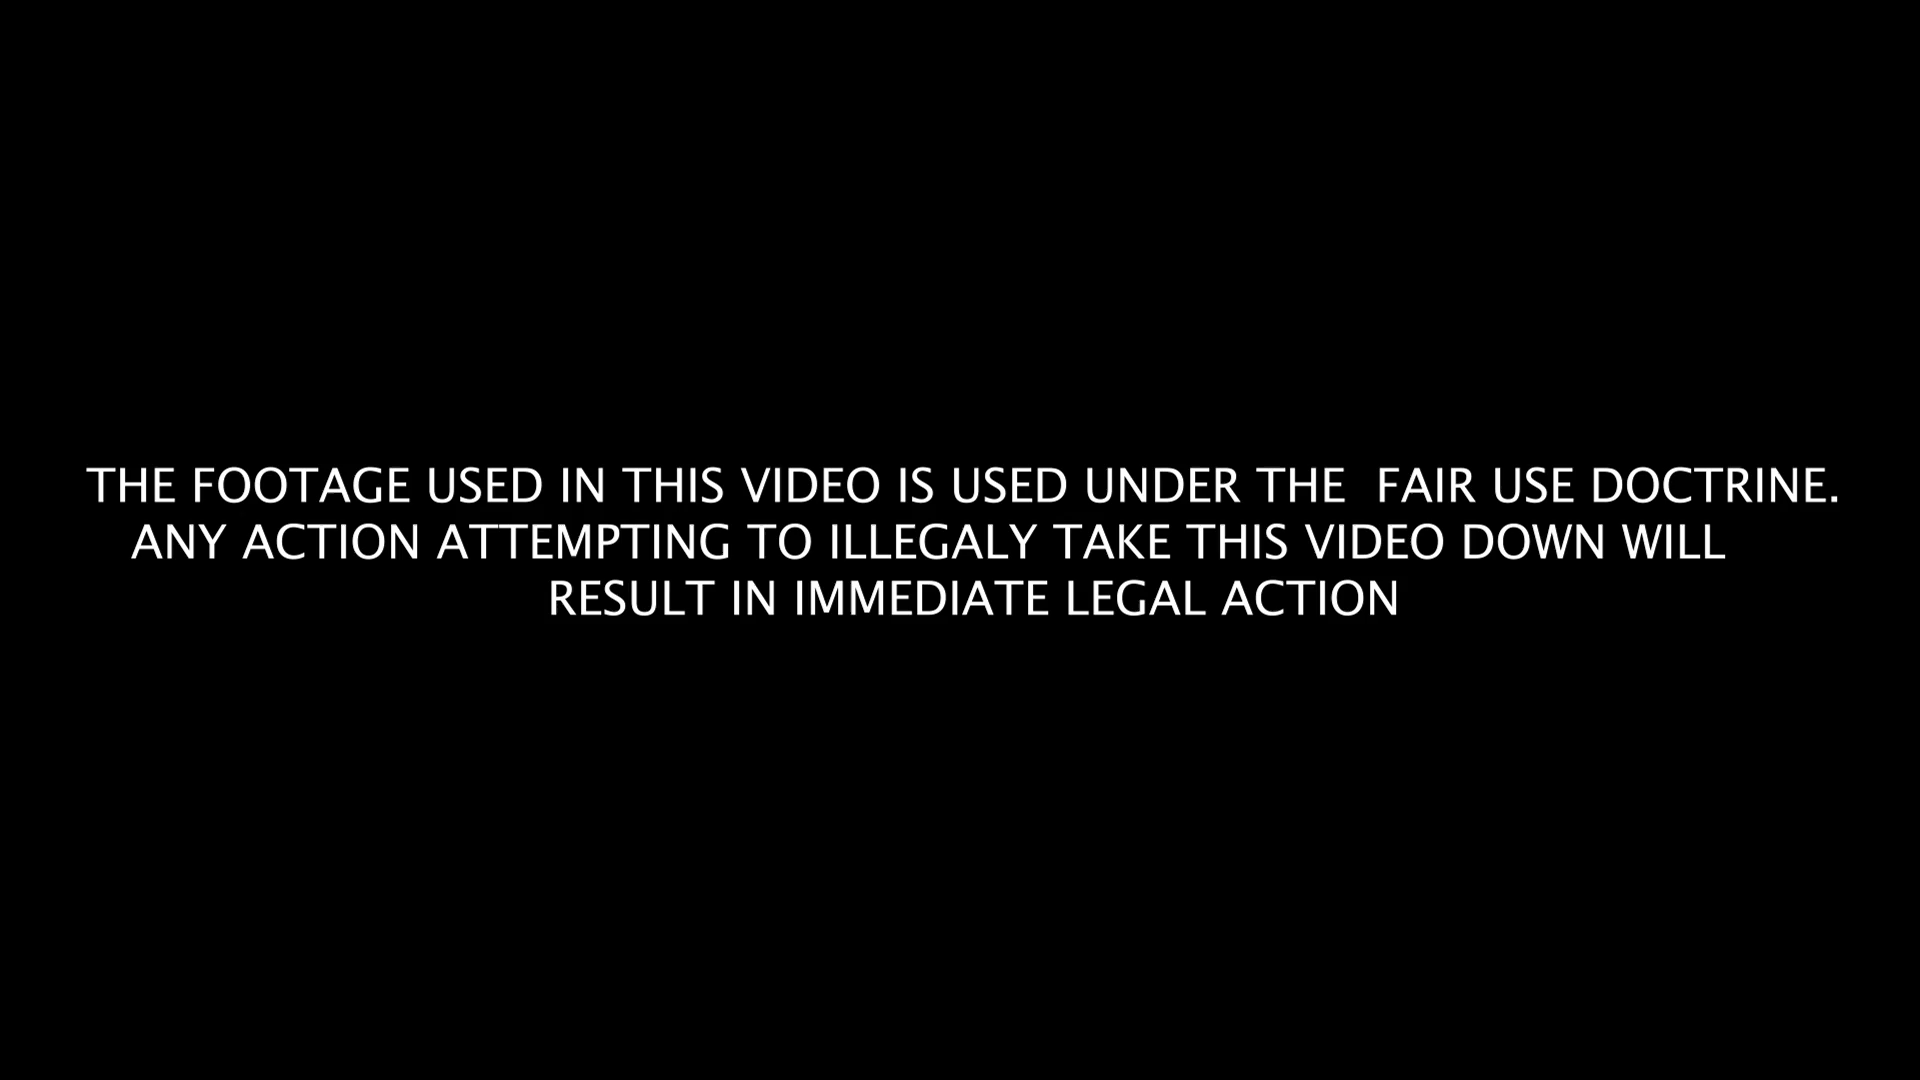 THE FOOTAGE USED IN THIS VIDEO IS USED UNDER THE  FAIR USE DOCTRINE.
ANY ACTION ATTEMPTING TO ILLEGALY TAKE THIS VIDEO DOWN WILL
RESULT IN IMMEDIATE LEGAL ACTION